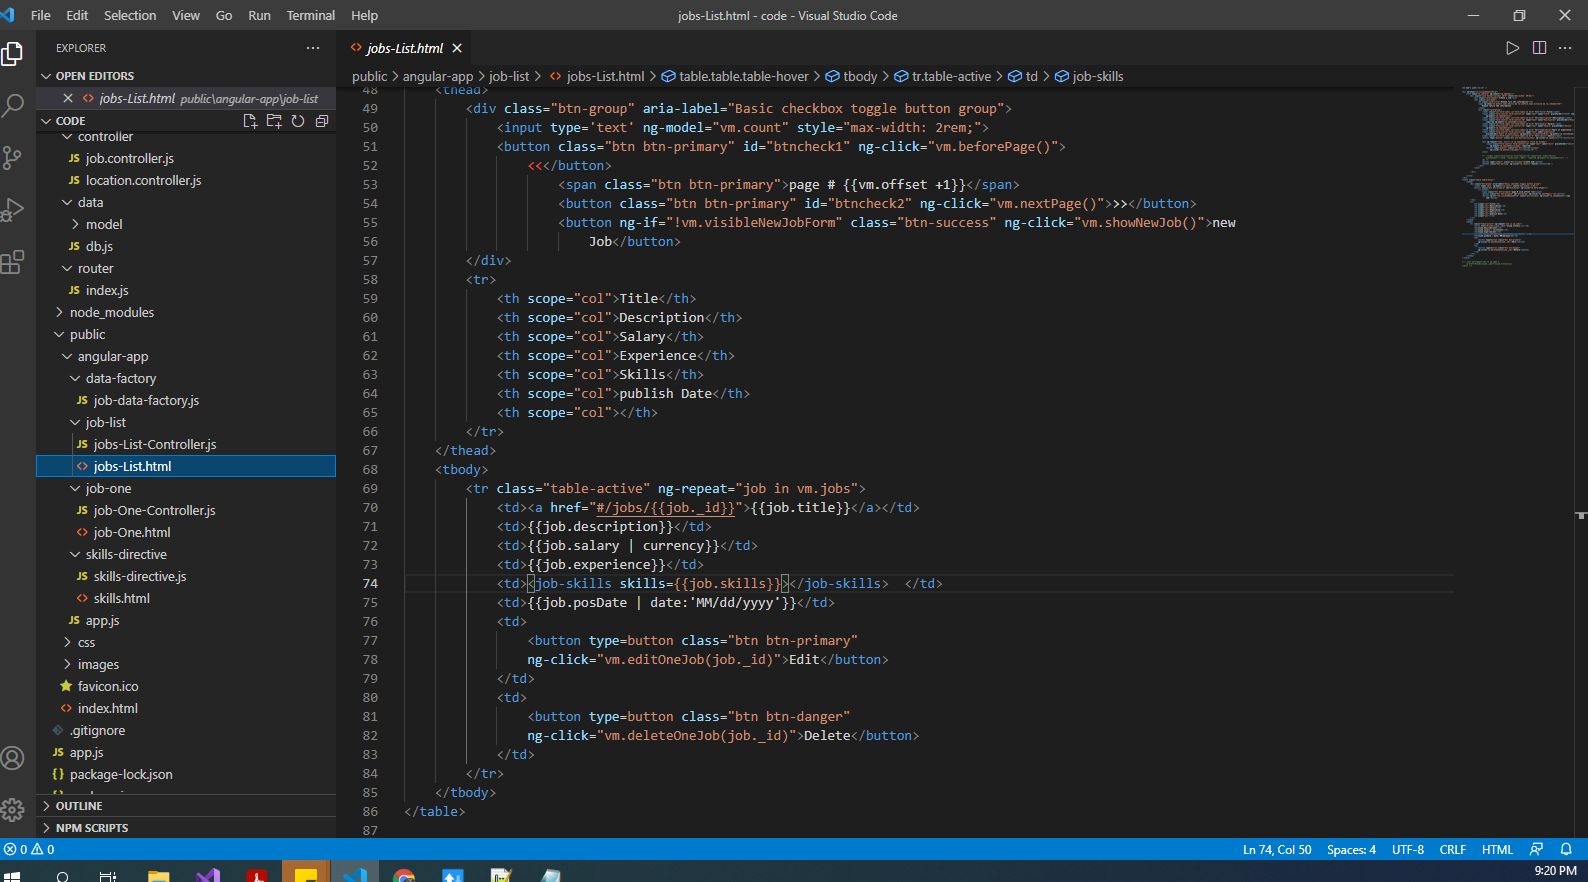 File Edit Selection View Go Run Terminal Help
jobs-List.html - code - Visual Studio Code
EXPLORER
OPEN EDITORS
jobs-List.html public\angular-app\job-list
CODE
controller
job.controller.js
location.controller.js
data
model
db.js
router
index.js
node_modules
public
angular-app
data-factory
job-data-factory.js
job-list
jobs-List-Controller.js
jobs-List.html
job-one
job-One-Controller.js
job-One.html
skills-directive
skills-directive.js
skills.html
app.js
css
images
favicon.ico
index.html
.gitignore
app.js
package-lock.json
OUTLINE
NPM SCRIPTS
jobs-List.html
public > angular-app > job-list > jobs-List.html > table.table.table-hover > tbody > tr.table-active > td > job-skills
48 <thead>
49 <div class="btn-group" aria-label="Basic checkbox toggle button group">
50 <input type='text' ng-model="vm.count" style="max-width: 2rem;">
51 <button class="btn btn-primary" id="btncheck1" ng-click="vm.beforePage()">
52 <<</button>
53 <span class="btn btn-primary">page # {{vm.offset +1}}</span>
54 <button class="btn btn-primary" id="btncheck2" ng-click="vm.nextPage()">>></button>
55 <button ng-if="!vm.visibleNewJobForm" class="btn-success" ng-click="vm.showNewJob()">new
56 Job</button>
57 </div>
58 <tr>
59 <th scope="col">Title</th>
60 <th scope="col">Description</th>
61 <th scope="col">Salary</th>
62 <th scope="col">Experience</th>
63 <th scope="col">Skills</th>
64 <th scope="col">publish Date</th>
65 <th scope="col"></th>
66 </tr>
67 </thead>
68 <tbody>
69 <tr class="table-active" ng-repeat="job in vm.jobs">
70 <td><a href="#/jobs/{{job._id}}">{{job.title}}</a></td>
71 <td>{{job.description}}</td>
72 <td>{{job.salary | currency}}</td>
73 <td>{{job.experience}}</td>
74 <td><job-skills skills={{job.skills}}></job-skills> </td>
75 <td>{{job.posDate | date:'MM/dd/yyyy'}}</td>
76 <td>
77 <button type=button class="btn btn-primary"
78 ng-click="vm.editOneJob(job._id)">Edit</button>
79 </td>
80 <td>
81 <button type=button class="btn btn-danger"
82 ng-click="vm.deleteOneJob(job._id)">Delete</button>
83 </td>
84 </tr>
85 </tbody>
86 </table>
87
0 0 Ln 74, Col 50 Spaces: 4 UTF-8 CRLF HTML
9:20 PM